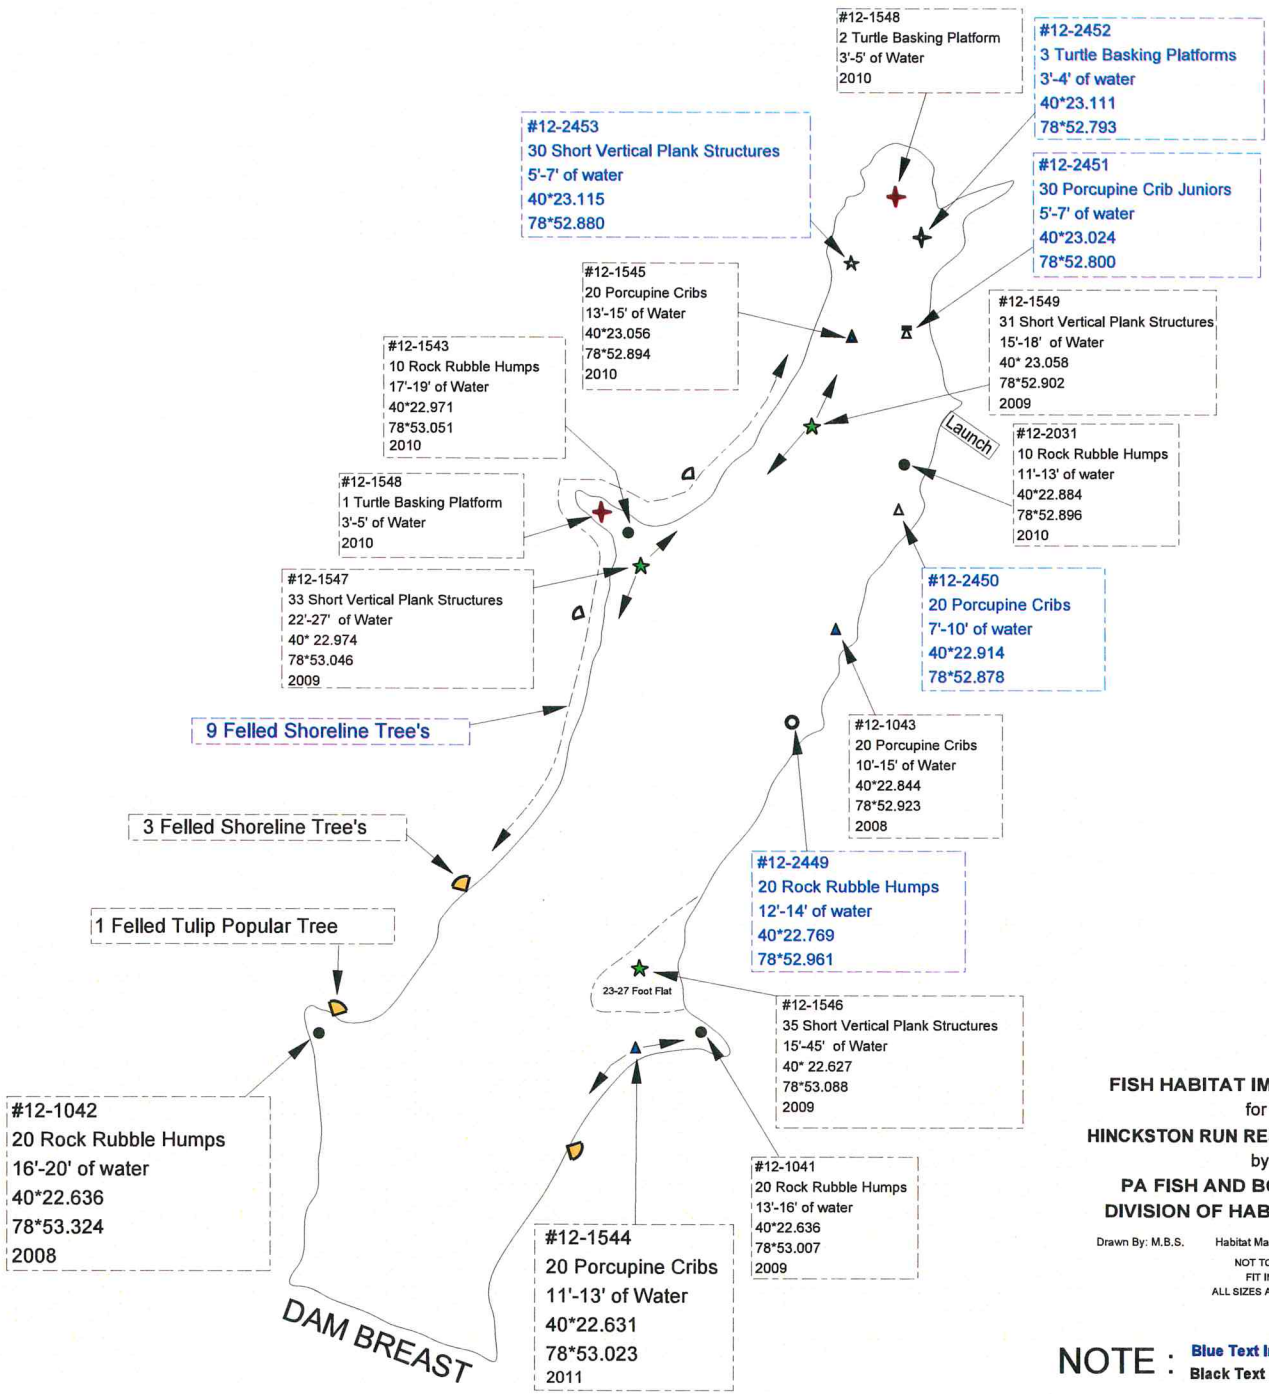 #12-1548
2 Turtle Basking Platform
3'-5' of Water
2010
#12-2452
3 Turtle Basking Platforms
3'-4' of water
40*23.111
78*52.793
#12-2453
30 Short Vertical Plank Structures
5'-7' of water
40*23.115
78*52.880
#12-2451
30 Porcupine Crib Juniors
5'-7' of water
40*23.024
78*52.800
#12-1545
20 Porcupine Cribs
13'-15' of Water
40*23.056
78*52.894
2010
#12-1549
31 Short Vertical Plank Structures
15'-18' of Water
40* 23.058
78*52.902
2009
#12-1543
10 Rock Rubble Humps
17'-19' of Water
40*22.971
78*53.051
2010
Launch
#12-2031
10 Rock Rubble Humps
11'-13' of water
40*22.884
78*52.896
2010
#12-1548
1 Turtle Basking Platform
3'-5' of Water
2010
#12-1547
33 Short Vertical Plank Structures
22'-27' of Water
40* 22.974
78*53.046
2009
#12-2450
20 Porcupine Cribs
7'-10' of water
40*22.914
78*52.878
9 Felled Shoreline Tree's
#12-1043
20 Porcupine Cribs
10'-15' of Water
40*22.844
78*52.923
2008
3 Felled Shoreline Tree's
#12-2449
20 Rock Rubble Humps
12'-14' of water
40*22.769
78*52.961
1 Felled Tulip Popular Tree
23-27 Foot Flat
#12-1546
35 Short Vertical Plank Structures
15'-45' of Water
40* 22.627
78*53.088
2009
#12-1042
20 Rock Rubble Humps
16'-20' of water
40*22.636
78*53.324
2008
#12-1041
20 Rock Rubble Humps
13'-16' of water
40*22.636
78*53.007
2009
#12-1544
20 Porcupine Cribs
11'-13' of Water
40*22.631
78*53.023
2011
DAM BREAST
FISH HABITAT IM
for
HINCKSTON RUN RE
by
PA FISH AND BO
DIVISION OF HAB
Drawn By: M.B.S. Habitat Ma
NOT TO
FIT I
ALL SIZES A
NOTE :
Blue Text I
Black Text